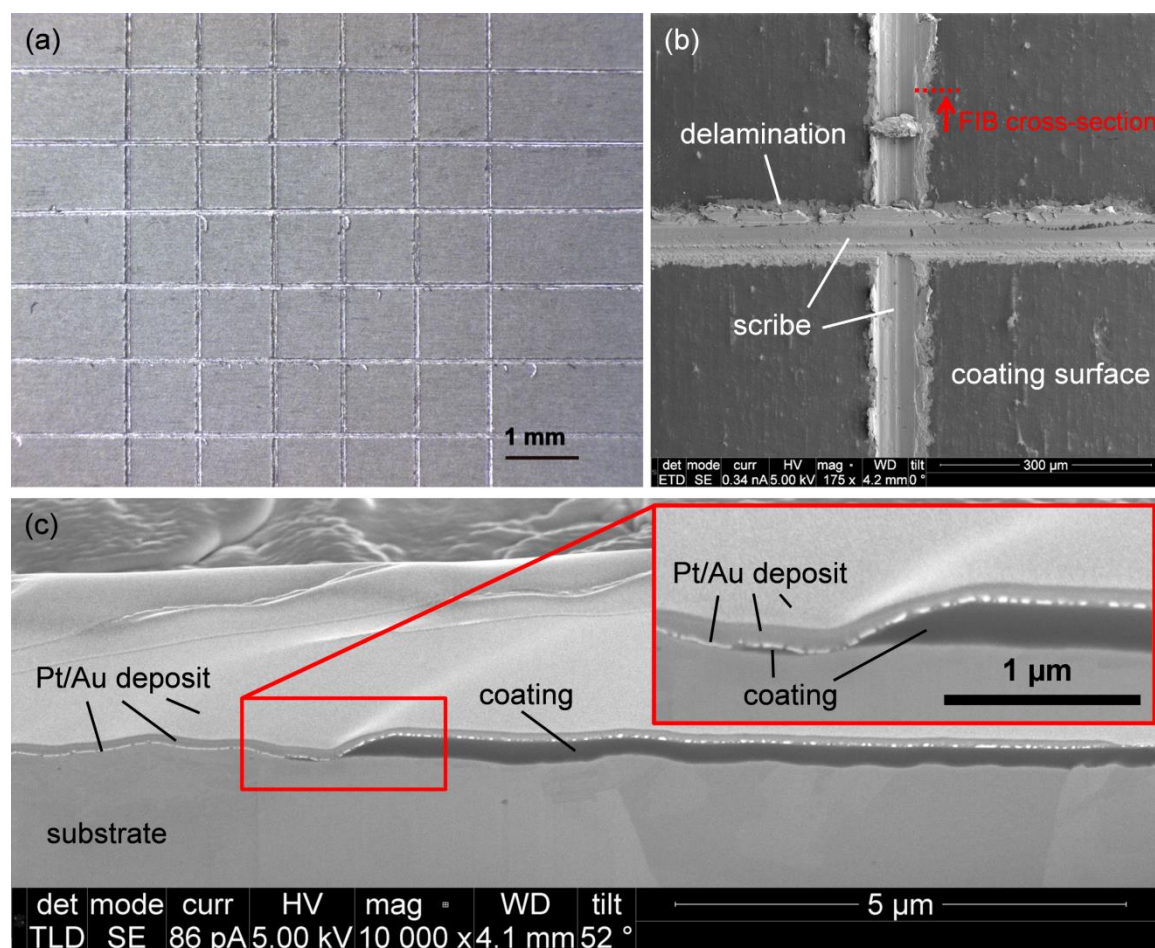 (a)
1 mm
(b)
FIB cross-section
delamination
scribe
coating surface
det mode curr HV mag WD tilt
ETD SE 0.34 nA 5.00 kV 175 x 4.2 mm 0 °
300 µm
(c)
Pt/Au deposit
coating
1 µm
Pt/Au deposit
coating
substrate
det mode curr HV mag WD tilt
TLD SE 86 pA 5.00 kV 10 000 x 4.1 mm 52 °
5 µm